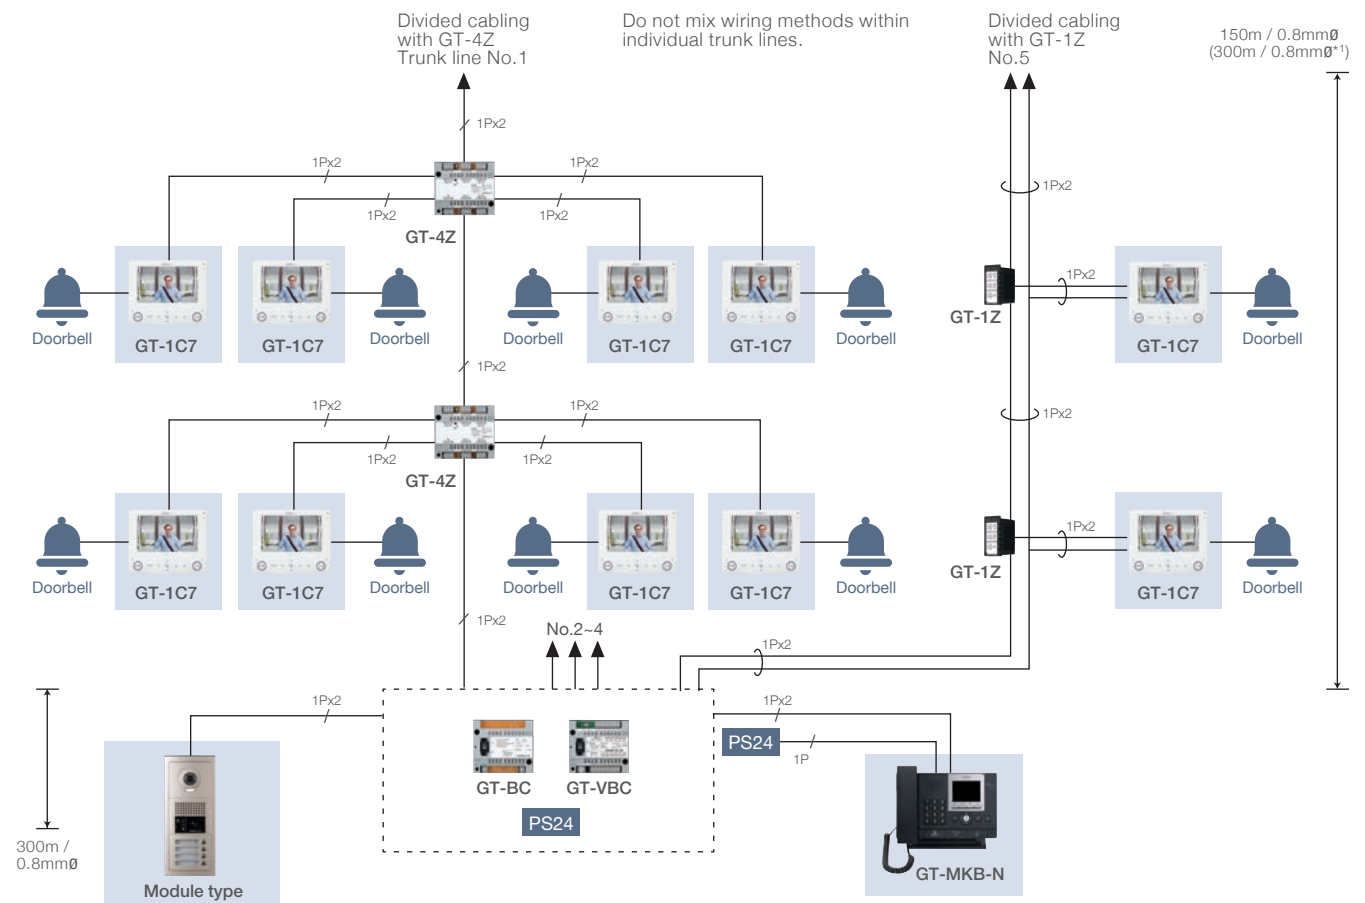 Divided cabling
with GT-4Z
Trunk line No.1
Do not mix wiring methods within
individual trunk lines.
Divided cabling
with GT-1Z
No.5
150m / 0.8mmØ
(300m / 0.8mmØ*1)
1Px2
1Px2
1Px2
1Px2
1Px2
GT-4Z
1Px2
GT-1Z
1Px2
Doorbell
GT-1C7
GT-1C7
Doorbell
Doorbell
GT-1C7
GT-1C7
Doorbell
GT-1C7
Doorbell
1Px2
1Px2
1Px2
1Px2
1Px2
1Px2
GT-4Z
1Px2
GT-1Z
Doorbell
GT-1C7
GT-1C7
Doorbell
Doorbell
GT-1C7
GT-1C7
Doorbell
GT-1C7
Doorbell
1Px2
No.2~4
1Px2
1Px2
1Px2
PS24
1P
GT-BC
GT-VBC
PS24
300m /
0.8mmØ
Module type
GT-MKB-N